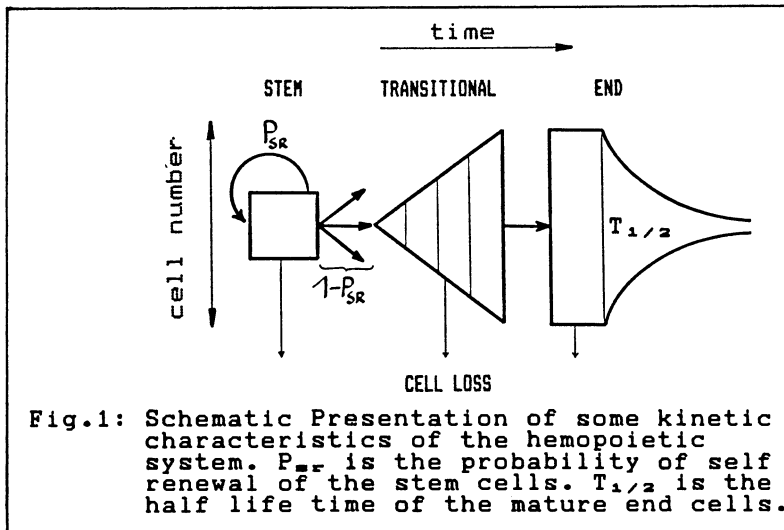 time
STEM TRANSITIONAL END
cell number
P_SR
T_1/2
1-P_SR
CELL LOSS
Fig.1: Schematic Presentation of some kinetic
characteristics of the hemopoietic
system. P_sr is the probability of self
renewal of the stem cells. T_1/2 is the
half life time of the mature end cells.